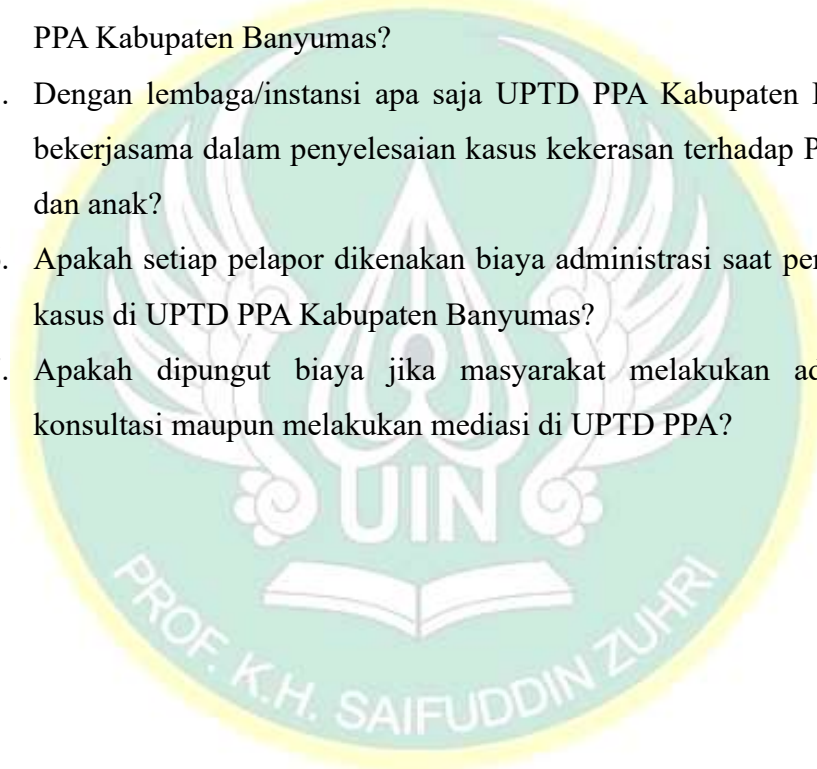 PPA Kabupaten Banyumas?
. Dengan lembaga/instansi apa saja UPTD PPA Kabupaten
bekerjasama dalam penyelesaian kasus kekerasan terhadap
dan anak?
. Apakah setiap pelapor dikenakan biaya administrasi saat
kasus di UPTD PPA Kabupaten Banyumas?
. Apakah dipungut biaya jika masyarakat melakukan
konsultasi maupun melakukan mediasi di UPTD PPA?
UIN
PROF. K.H. SAIFUDDIN ZUHRI